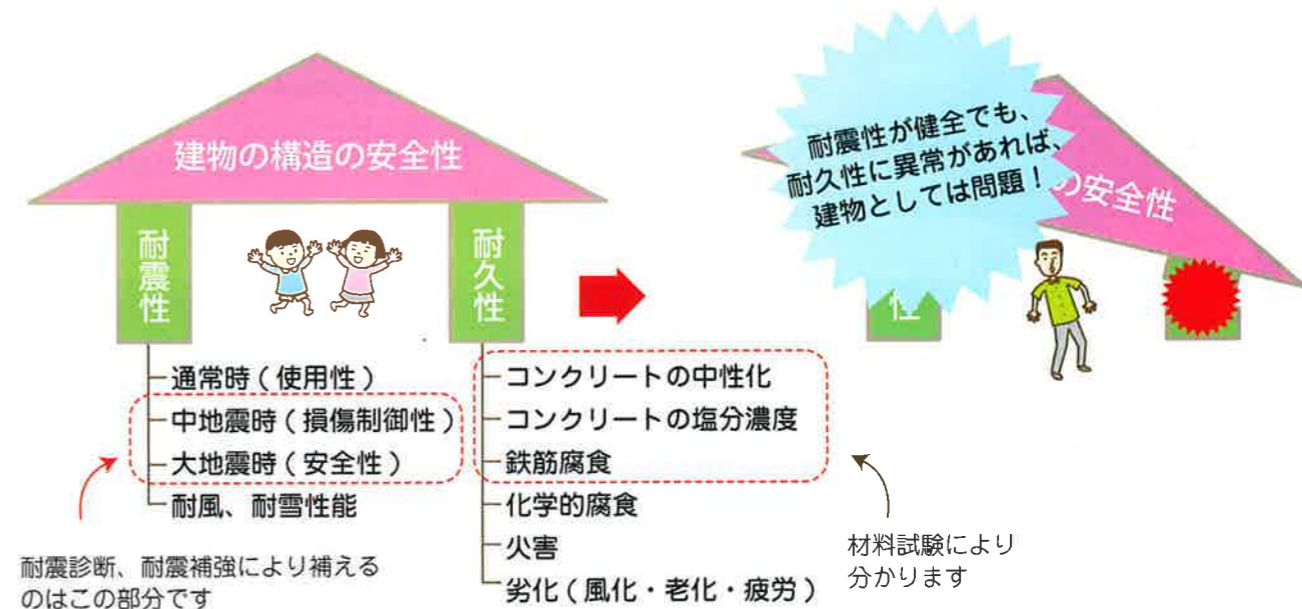 建物の構造の安全性
耐震性
耐久性
通常時(使用性)
中地震時(損傷制御性)
大地震時(安全性)
耐風、耐雪性能
耐震診断、耐震補強により補える
のはこの部分です
コンクリートの中性化
コンクリートの塩分濃度
鉄筋腐食
化学的腐食
火害
劣化(風化・老化・疲労)
材料試験により
分かります
耐震性が健全でも、
耐久性に異常があれば、
建物としては問題!
の安全性
性